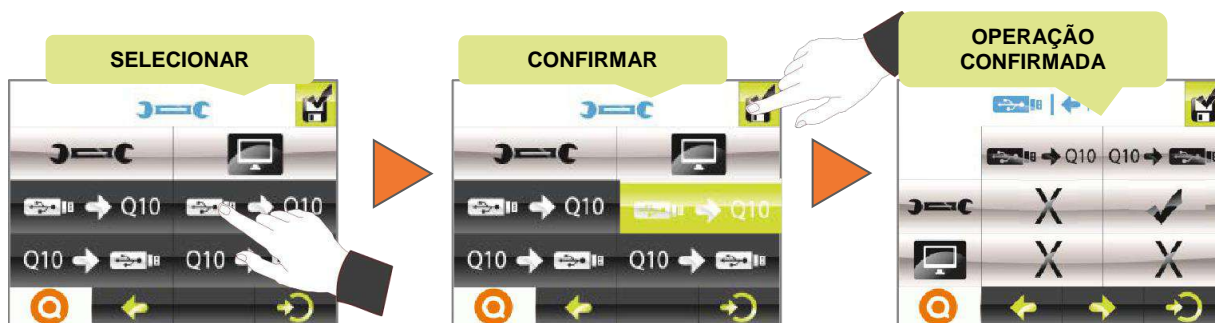 SELECIONAR
Q10
Q10
Q10
Q10
CONFIRMAR
Q10
Q10
Q10
Q10
OPERAÇÃO
CONFIRMADA
Q10 Q10
X
X X